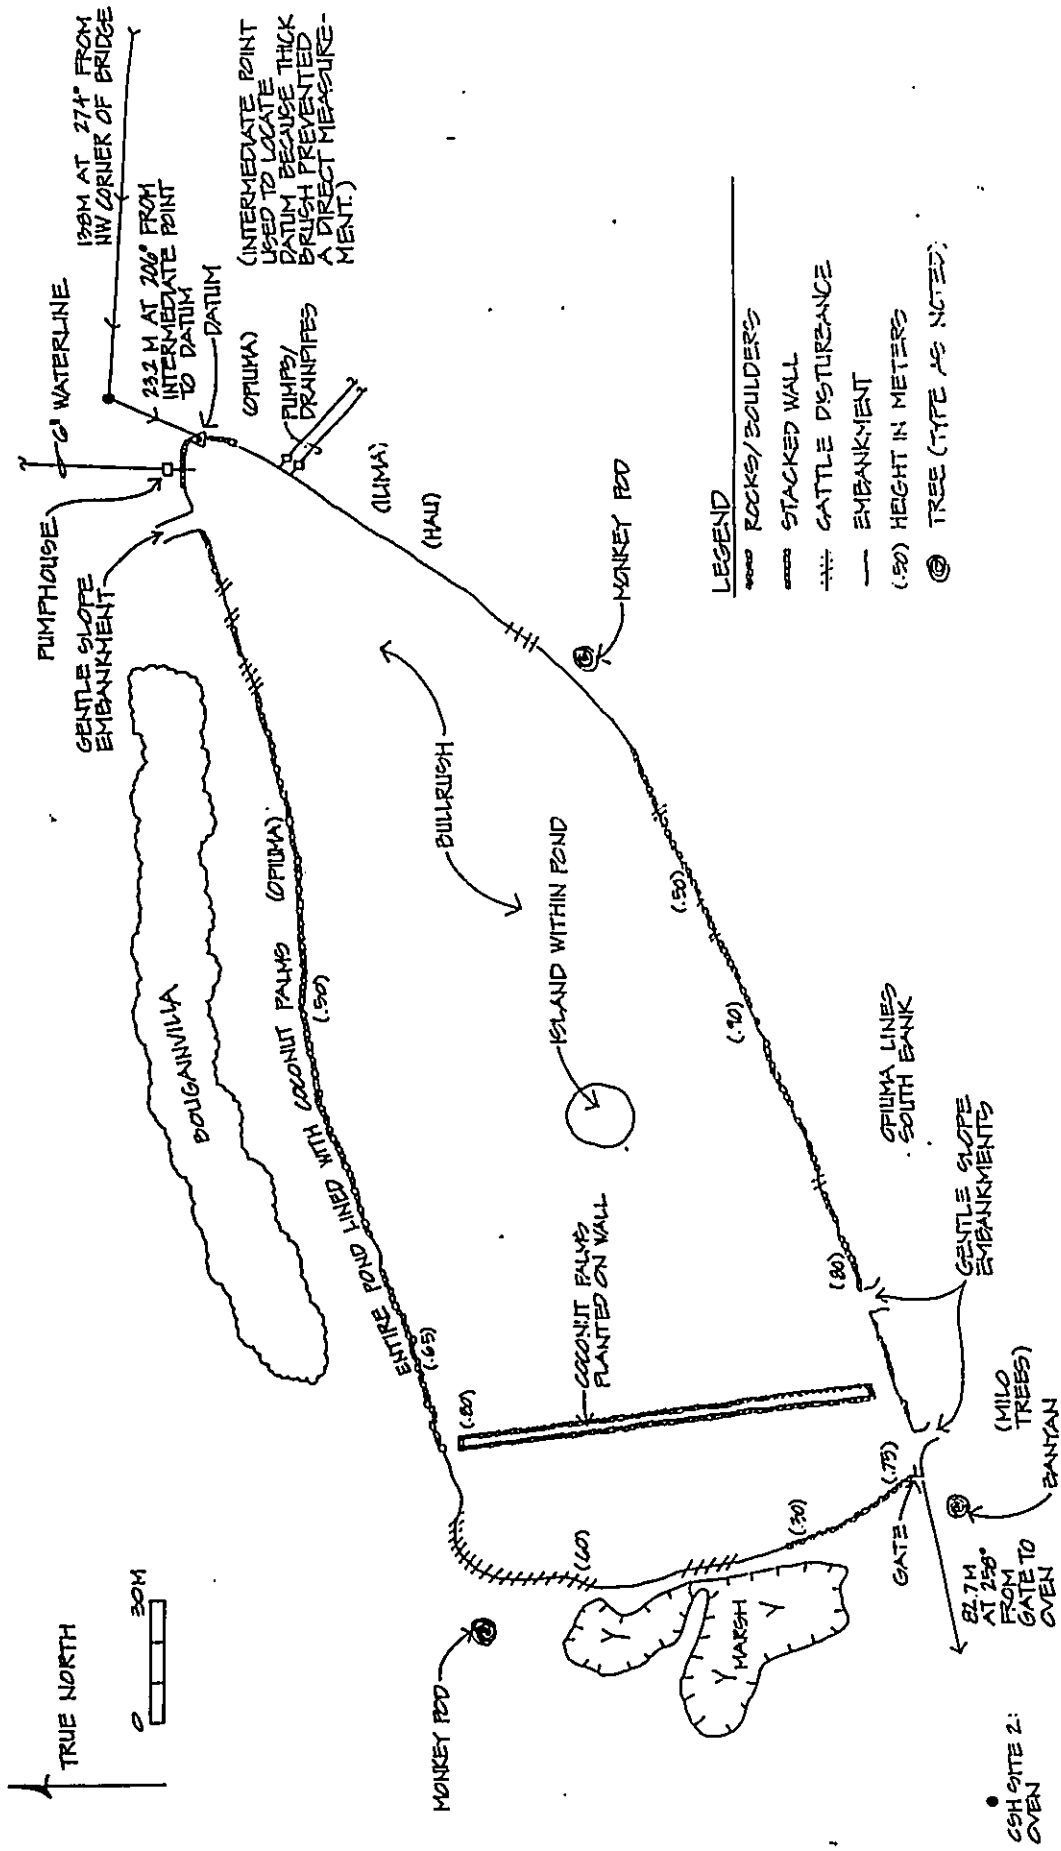 TRUE NORTH
0 30M
MONKEY POD
MARSH
GATE
82.7 M
AT 258°
FROM
GATE TO
OVEN
CSH SITE 2:
OVEN
BANYAN
(MILO
TREES)
(.60)
(.30)
(.75)
(.80)
COCONUT PALMS
PLANTED ON WALL
(.65)
ENTIRE POND LINED WITH COCONUT PALMS (OPIUMA)
(.50)
BOUGAINVILLA
ISLAND WITHIN POND
BULLRUSH
(.80)
(.90)
(.50)
GENTLE SLOPE
EMBANKMENTS
OPIUMA LINES
SOUTH BANK
MONKEY POD
GENTLE SLOPE
EMBANKMENT
PUMPHOUSE
6" WATERLINE
138M AT 274° FROM
NW CORNER OF BRIDGE
23.2 M AT 206° FROM
INTERMEDIATE POINT
TO DATUM
DATUM
(INTERMEDIATE POINT
USED TO LOCATE
DATUM BECAUSE THICK
BRUSH PREVENTED
A DIRECT MEASURE-
MENT.)
(OPIUMA)
PUMPS/
DRAINPIPES
(ILIMA)
(HAU)
LEGEND
ROCKS/BOULDERS
STACKED WALL
CATTLE DISTURBANCE
EMBANKMENT
(.50) HEIGHT IN METERS
TREE (TYPE AS NOTED)